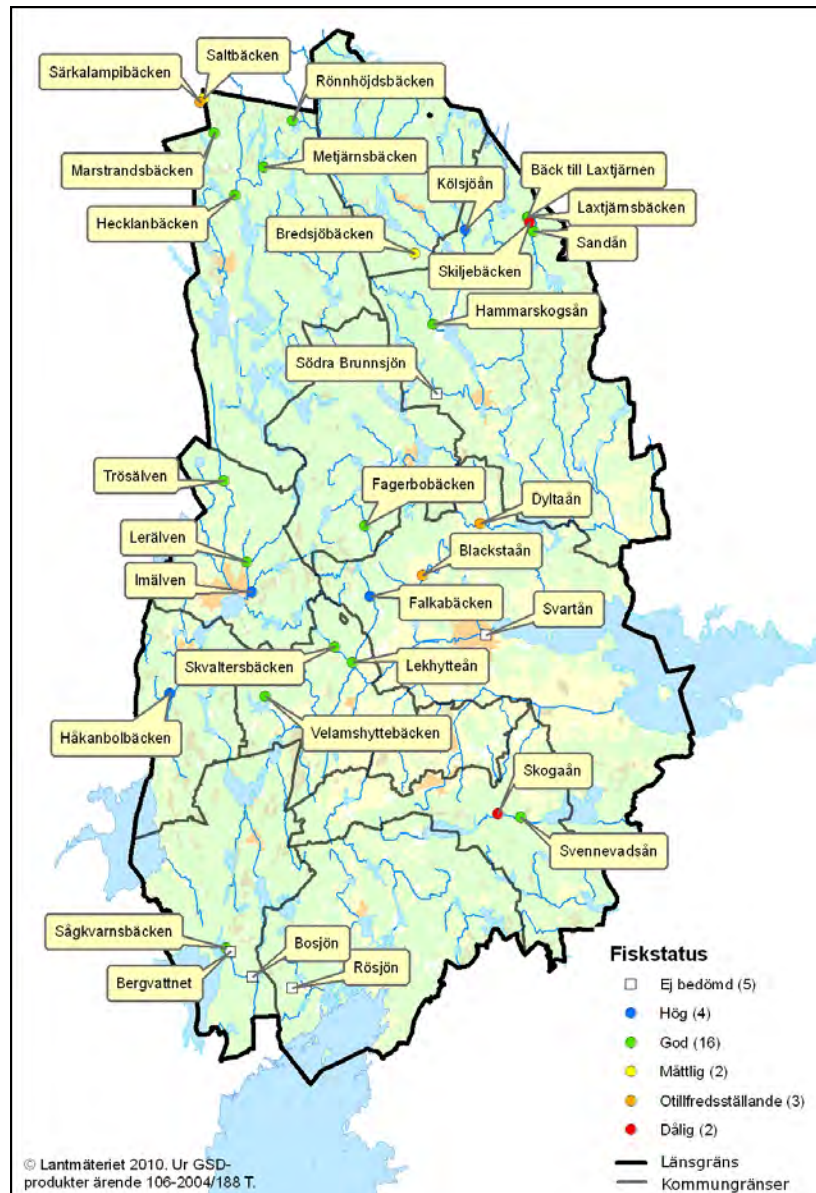 Saltbäcken
Särkalampibäcken
Rönnhöjdsbäcken
Marstrandsbäcken
Metjärnsbäcken
Kölsjöån
Bäck till Laxtjärnen
Laxtjärnsbäcken
Hecklanbäcken
Bredsjöbäcken
Sandån
Skiljebäcken
Hammarskogsån
Södra Brunnsjön
Trösälven
Fagerbobäcken
Dyltaån
Lerälven
Blackstaån
Imälven
Falkabäcken
Svartån
Skvaltersbäcken
Lekhytteån
Håkanbolbäcken
Velamshyttebäcken
Skogaån
Svennevadsån
Sågkvarnsbäcken
Bosjön
Rösjön
Bergvattnet
Fiskstatus
Ej bedömd (5)
Hög (4)
God (16)
Måttlig (2)
Otillfredsställande (3)
Dålig (2)
Länsgräns
Kommungränser
© Lantmäteriet 2010. Ur GSD-
produkter ärende 106-2004/188 T.